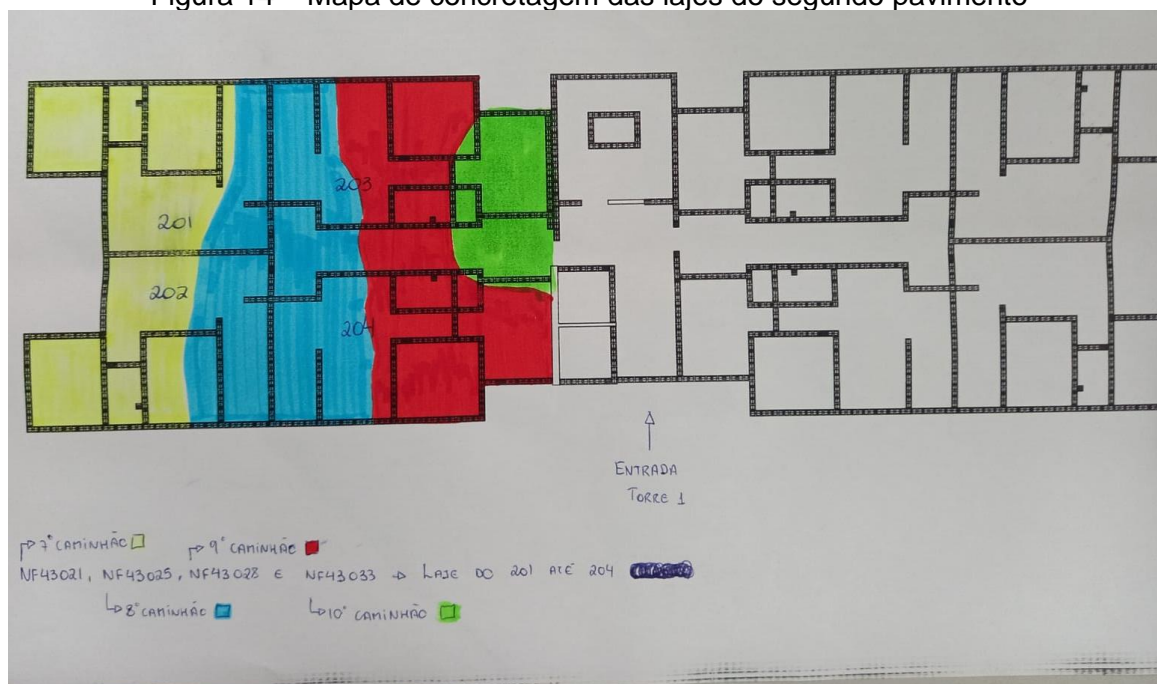 Figura 14 – Mapa de concretagem das lajes do segundo pavimento
203
201
202
204
ENTRADA
TORRE 1
7° CAMINHÃO
9° CAMINHÃO
NF43021, NF43025, NF43028 E NF43033 → LAJE DO 201 ATÉ 204
8° CAMINHÃO
10° CAMINHÃO